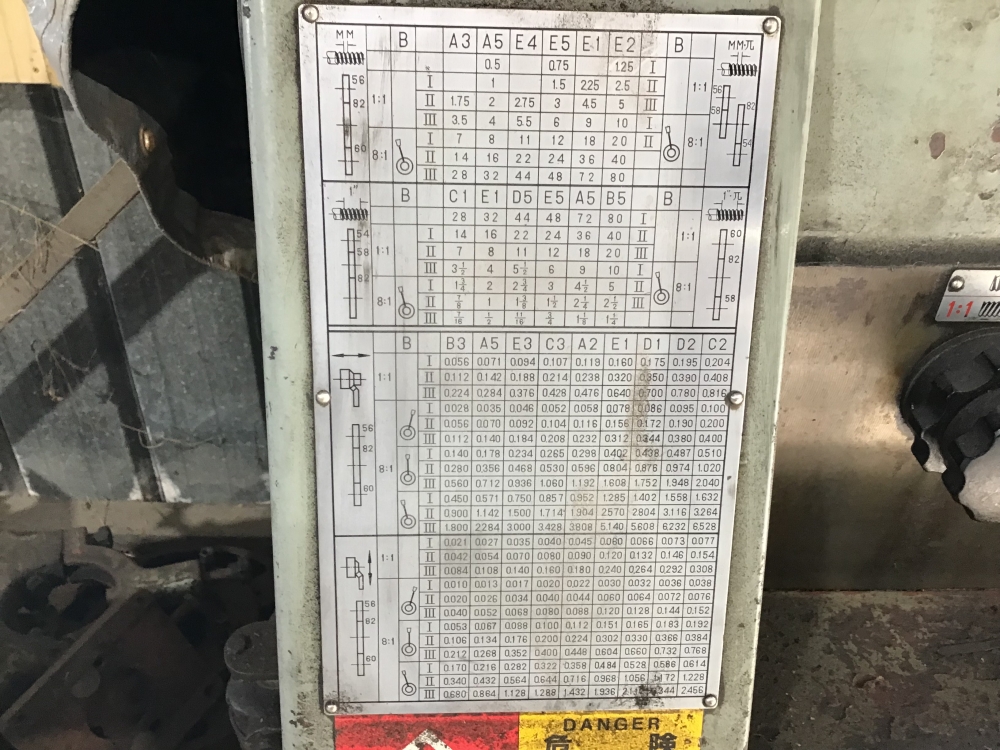 MM B A3 A5 E4 E5 E1 E2 B MM·π
0.5 0.75 1.25 I
56 I 1 1.5 2.25 2.5 II 56
82 1:1 II 1.75 2 2.75 3 4.5 5 III 1:1 58 82
III 3.5 4 5.5 6 9 10 I
60 8:1 I 7 8 11 12 18 20 II 8:1 54
II 14 16 22 24 36 40
III 28 32 44 48 72 80
1" B C1 E1 D5 E5 A5 B5 B 1"·π
54 28 32 44 48 72 80 I 60
58 1:1 I 14 16 22 24 36 40 II 1:1 82
II 7 8 11 12 18 20 III
82 III 3½ 4 5½ 6 9 10 I
8:1 I 1¾ 2 2¾ 3 4½ 5 II 8:1 58
II ⅞ 1 1⅜ 1½ 2¼ 2½ III
III 7/16 ½ 11/16 ¾ 1⅛ 1¼
B B3 A5 E3 C3 A2 E1 D1 D2 C2
I 0.056 0.071 0.094 0.107 0.119 0.160 0.175 0.195 0.204
1:1 II 0.112 0.142 0.188 0.214 0.238 0.320 0.350 0.390 0.408
III 0.224 0.284 0.376 0.428 0.476 0.640 0.700 0.780 0.816
I 0.028 0.035 0.046 0.052 0.058 0.078 0.086 0.095 0.100
56 II 0.056 0.070 0.092 0.104 0.116 0.156 0.172 0.190 0.200
82 III 0.112 0.140 0.184 0.208 0.232 0.312 0.344 0.380 0.400
I 0.140 0.178 0.234 0.265 0.298 0.402 0.438 0.487 0.510
8:1 II 0.280 0.356 0.468 0.530 0.596 0.804 0.876 0.974 1.020
60 III 0.560 0.712 0.936 1.060 1.192 1.608 1.752 1.948 2.040
I 0.450 0.571 0.750 0.857 0.952 1.285 1.402 1.558 1.632
II 0.900 1.142 1.500 1.714 1.904 2.570 2.804 3.116 3.264
III 1.800 2.284 3.000 3.428 3.808 5.140 5.608 6.232 6.528
I 0.021 0.027 0.035 0.040 0.045 0.060 0.066 0.073 0.077
1:1 II 0.042 0.054 0.070 0.080 0.090 0.120 0.132 0.146 0.154
III 0.084 0.108 0.140 0.160 0.180 0.240 0.264 0.292 0.308
I 0.010 0.013 0.017 0.020 0.022 0.030 0.032 0.036 0.038
56 II 0.020 0.026 0.034 0.040 0.044 0.060 0.064 0.072 0.076
82 III 0.040 0.052 0.068 0.080 0.088 0.120 0.128 0.144 0.152
I 0.053 0.067 0.088 0.100 0.112 0.151 0.165 0.183 0.192
8:1 II 0.106 0.134 0.176 0.200 0.224 0.302 0.330 0.366 0.384
60 III 0.212 0.268 0.352 0.400 0.448 0.604 0.660 0.732 0.768
I 0.170 0.216 0.282 0.322 0.358 0.484 0.528 0.586 0.614
II 0.340 0.432 0.564 0.644 0.716 0.968 1.056 1.172 1.228
III 0.680 0.864 1.128 1.288 1.432 1.936 2.456
1:1
DANGER
危 険